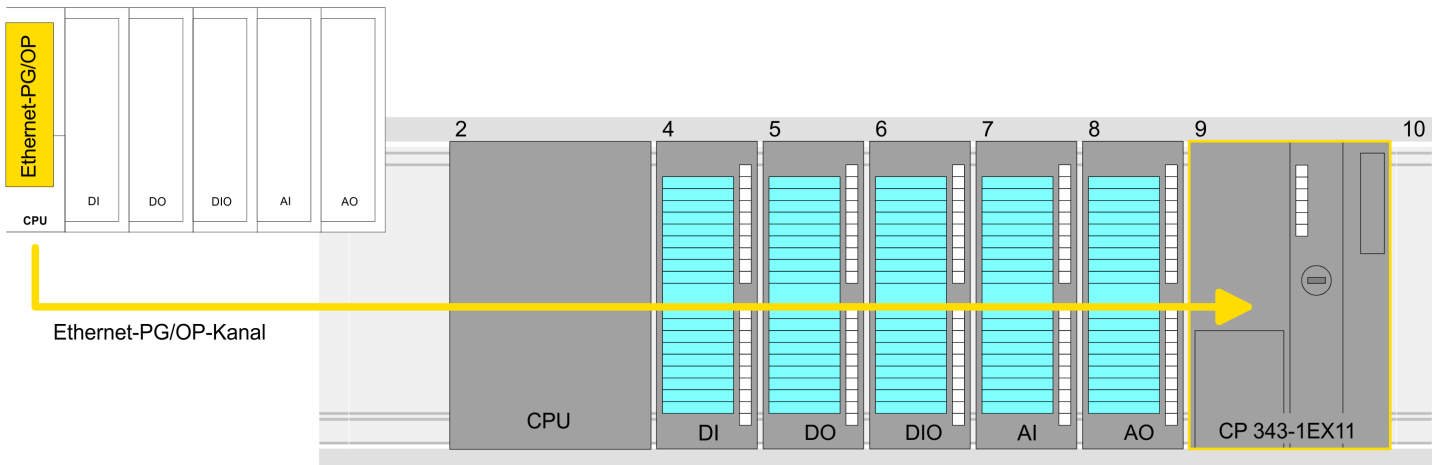 Ethernet-PG/OP
CPU
DI
DO
DIO
AI
AO
2
4
5
6
7
8
9
10
Ethernet-PG/OP-Kanal
CPU
DI
DO
DIO
AI
AO
CP 343-1EX11